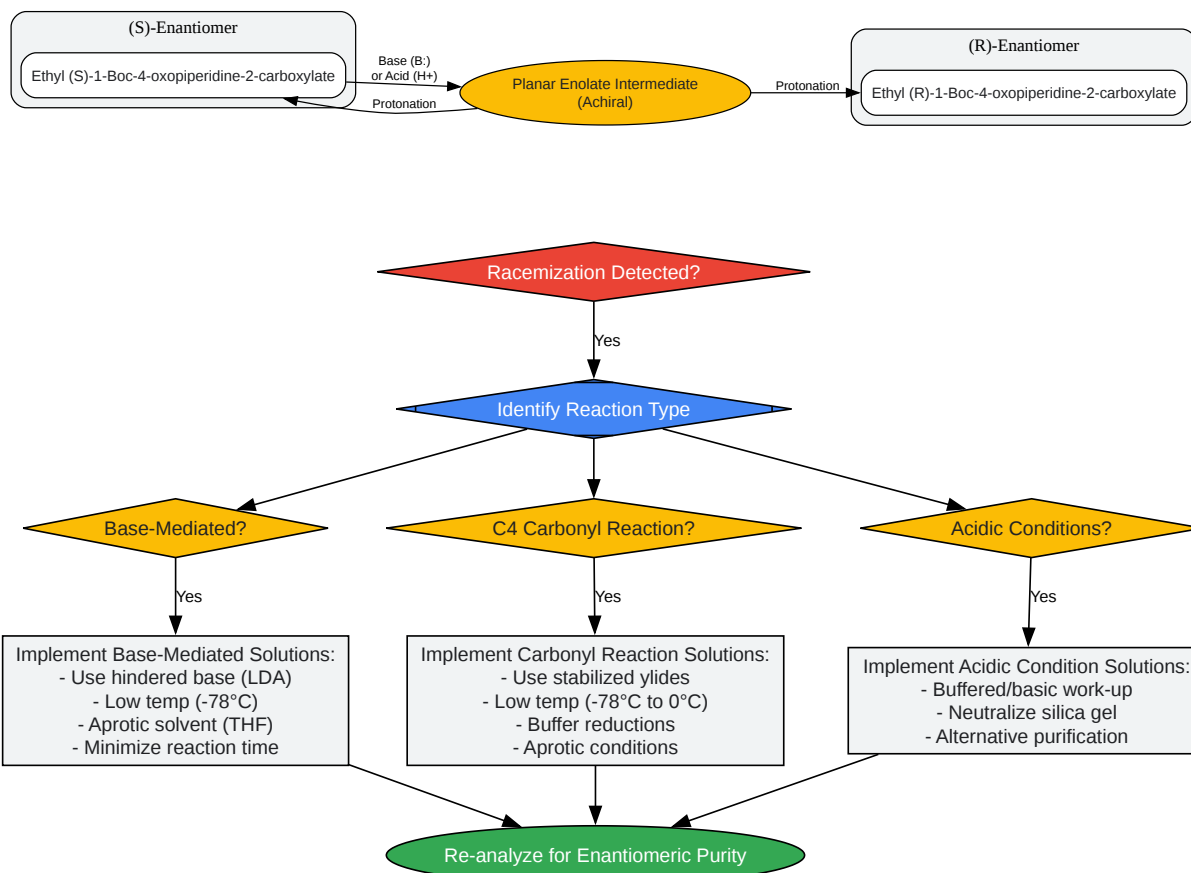 (S)-Enantiomer
Ethyl (S)-1-Boc-4-oxopiperidine-2-carboxylate
Base (B:)
or Acid (H+)
Protonation
Planar Enolate Intermediate
(Achiral)
Protonation
(R)-Enantiomer
Ethyl (R)-1-Boc-4-oxopiperidine-2-carboxylate
Racemization Detected?
Yes
Identify Reaction Type
Base-Mediated?
C4 Carbonyl Reaction?
Acidic Conditions?
Yes
Yes
Yes
Implement Base-Mediated Solutions:
- Use hindered base (LDA)
- Low temp (-78°C)
- Aprotic solvent (THF)
- Minimize reaction time
Implement Carbonyl Reaction Solutions:
- Use stabilized ylides
- Low temp (-78°C to 0°C)
- Buffer reductions
- Aprotic conditions
Implement Acidic Condition Solutions:
- Buffered/basic work-up
- Neutralize silica gel
- Alternative purification
Re-analyze for Enantiomeric Purity